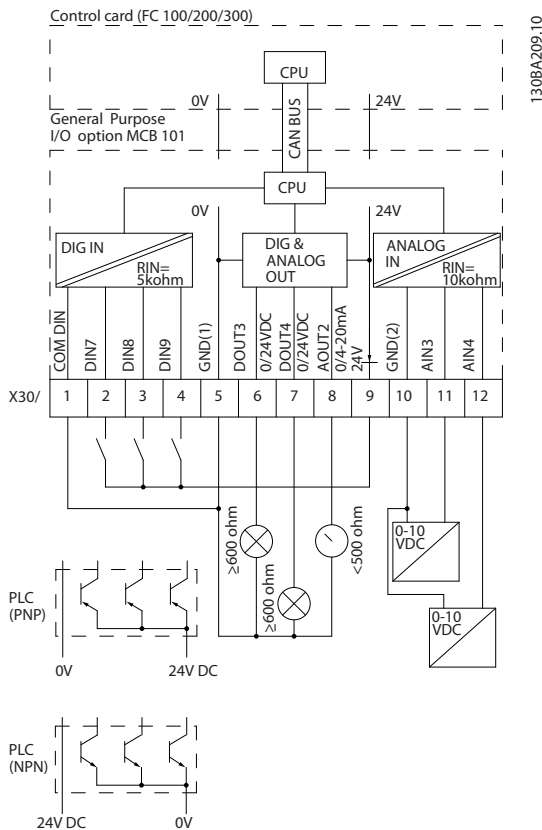 Control card (FC 100/200/300)
130BA209.10
CPU
0V
24V
CAN BUS
General Purpose
I/O option MCB 101
CPU
0V
24V
DIG IN
RIN=
5kohm
DIG &
ANALOG
OUT
ANALOG
IN
RIN=
10kohm
COM DIN
DIN7
DIN8
DIN9
GND(1)
DOUT3
0/24VDC
DOUT4
0/24VDC
AOUT2
0/4-20mA
24V
GND(2)
AIN3
AIN4
X30/ 1 2 3 4 5 6 7 8 9 10 11 12
≥600 ohm
<500 ohm
≥600 ohm
0-10
VDC
0-10
VDC
PLC
(PNP)
0V 24V DC
PLC
(NPN)
24V DC 0V